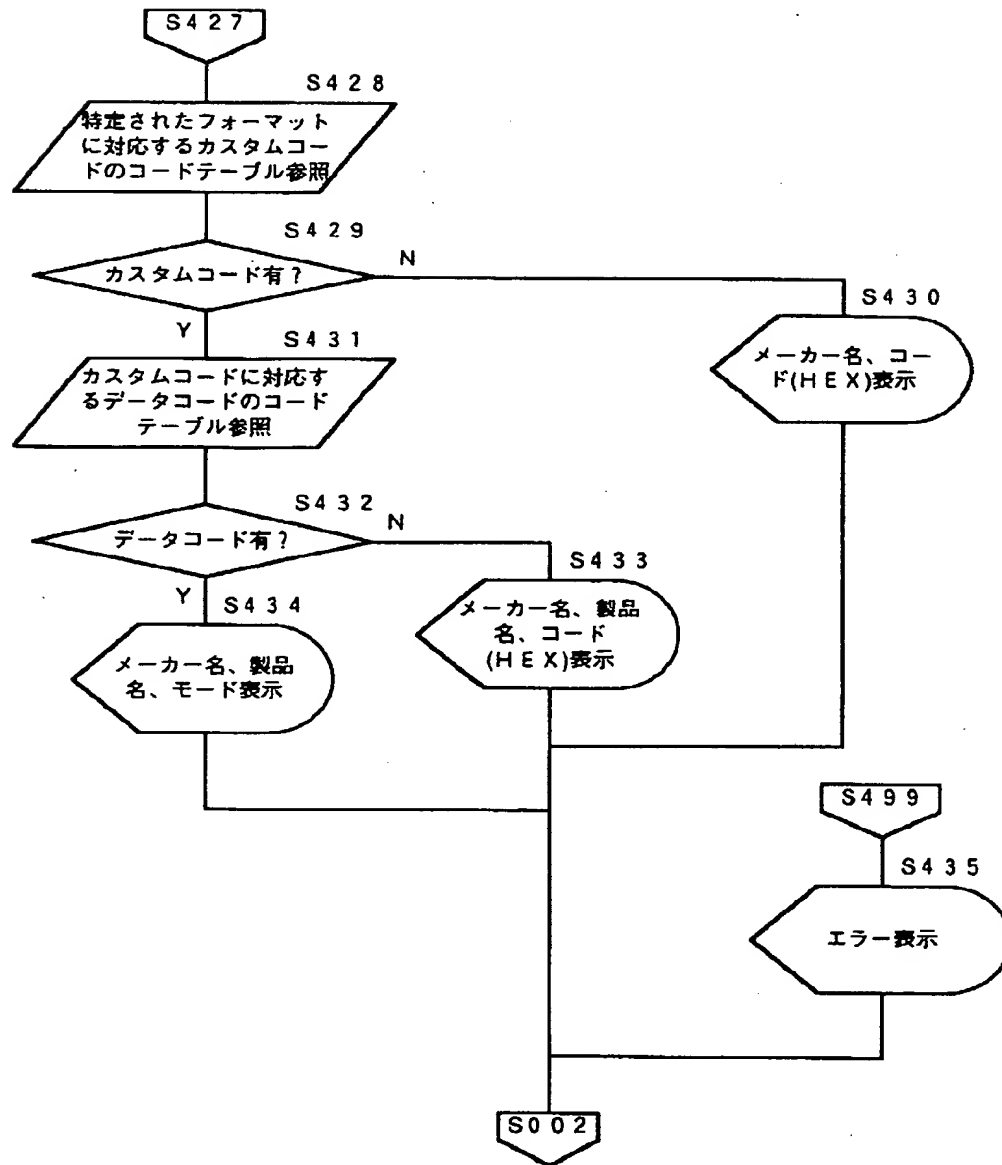 S427
S428
特定されたフォーマット
に対応するカスタムコー
ドのコードテーブル参照
S429
カスタムコード有?
N
Y
S430
メーカー名、コー
ド(HEX)表示
S431
カスタムコードに対応す
るデータコードのコード
テーブル参照
S432
データコード有?
N
Y
S433
メーカー名、製品
名、コード
(HEX)表示
S434
メーカー名、製品
名、モード表示
S499
S435
エラー表示
S002